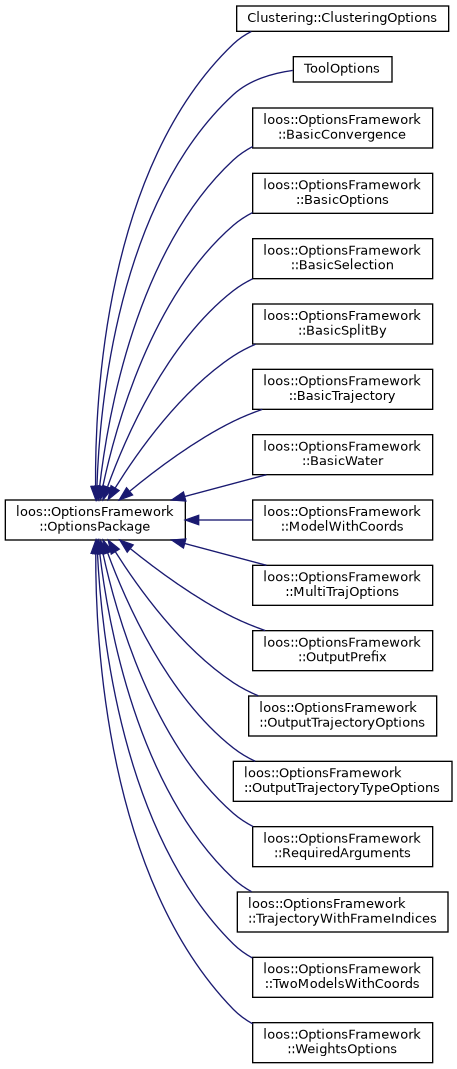 Clustering::ClusteringOptions
ToolOptions
loos::OptionsFramework
::BasicConvergence
loos::OptionsFramework
::BasicOptions
loos::OptionsFramework
::BasicSelection
loos::OptionsFramework
::BasicSplitBy
loos::OptionsFramework
::BasicTrajectory
loos::OptionsFramework
::BasicWater
loos::OptionsFramework
::OptionsPackage
loos::OptionsFramework
::ModelWithCoords
loos::OptionsFramework
::MultiTrajOptions
loos::OptionsFramework
::OutputPrefix
loos::OptionsFramework
::OutputTrajectoryOptions
loos::OptionsFramework
::OutputTrajectoryTypeOptions
loos::OptionsFramework
::RequiredArguments
loos::OptionsFramework
::TrajectoryWithFrameIndices
loos::OptionsFramework
::TwoModelsWithCoords
loos::OptionsFramework
::WeightsOptions